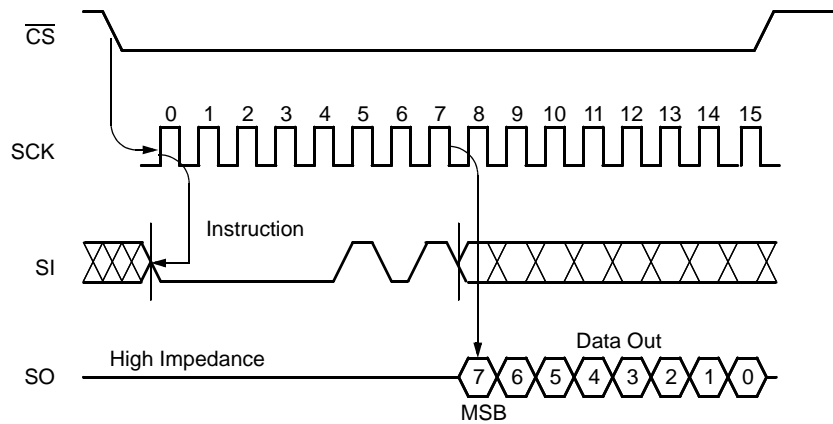 CS
0 1 2 3 4 5 6 7 8 9 10 11 12 13 14 15
SCK
Instruction
SI
High Impedance
Data Out
SO
7 6 5 4 3 2 1 0
MSB